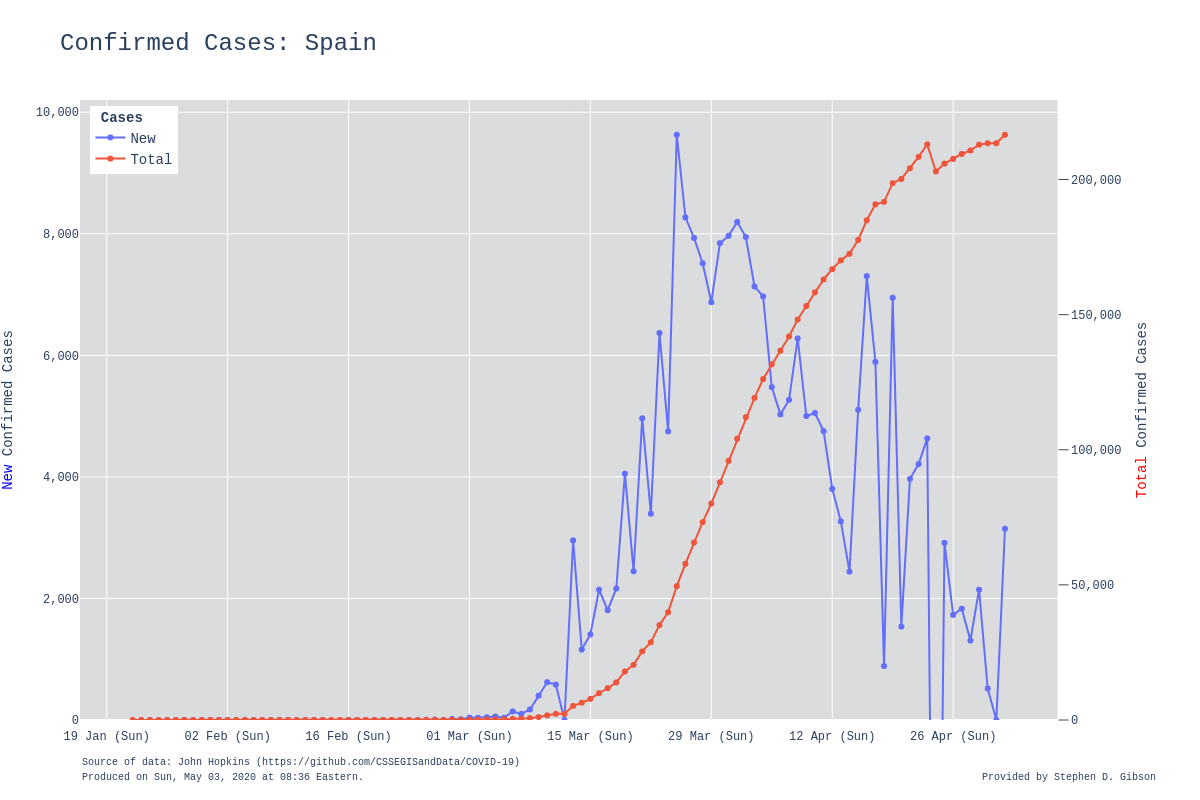 Confirmed Cases: Spain
Cases
New
Total
10,000
8,000
6,000
4,000
2,000
0
New Confirmed Cases
200,000
150,000
100,000
50,000
0
Total Confirmed Cases
19 Jan (Sun) 02 Feb (Sun) 16 Feb (Sun) 01 Mar (Sun) 15 Mar (Sun) 29 Mar (Sun) 12 Apr (Sun) 26 Apr (Sun)
Source of data: John Hopkins (https://github.com/CSSEGISandData/COVID-19)
Produced on Sun, May 03, 2020 at 08:36 Eastern.
Provided by Stephen D. Gibson